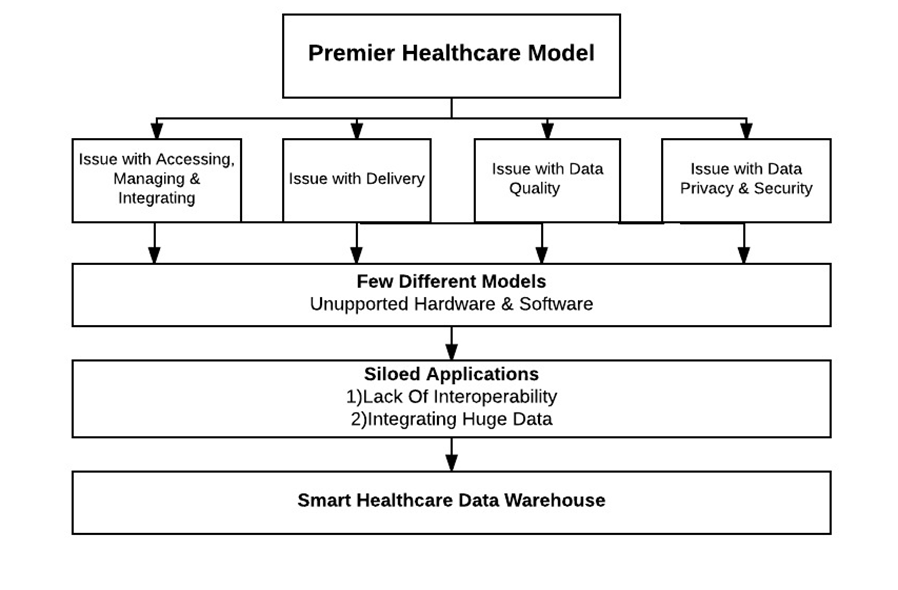 Premier Healthcare Model
Issue with Accessing,
Managing &
Integrating
Issue with Delivery
Issue with Data
Quality
Issue with Data
Privacy & Security
Few Different Models
Unupported Hardware & Software
Siloed Applications
1)Lack Of Interoperability
2)Integrating Huge Data
Smart Healthcare Data Warehouse